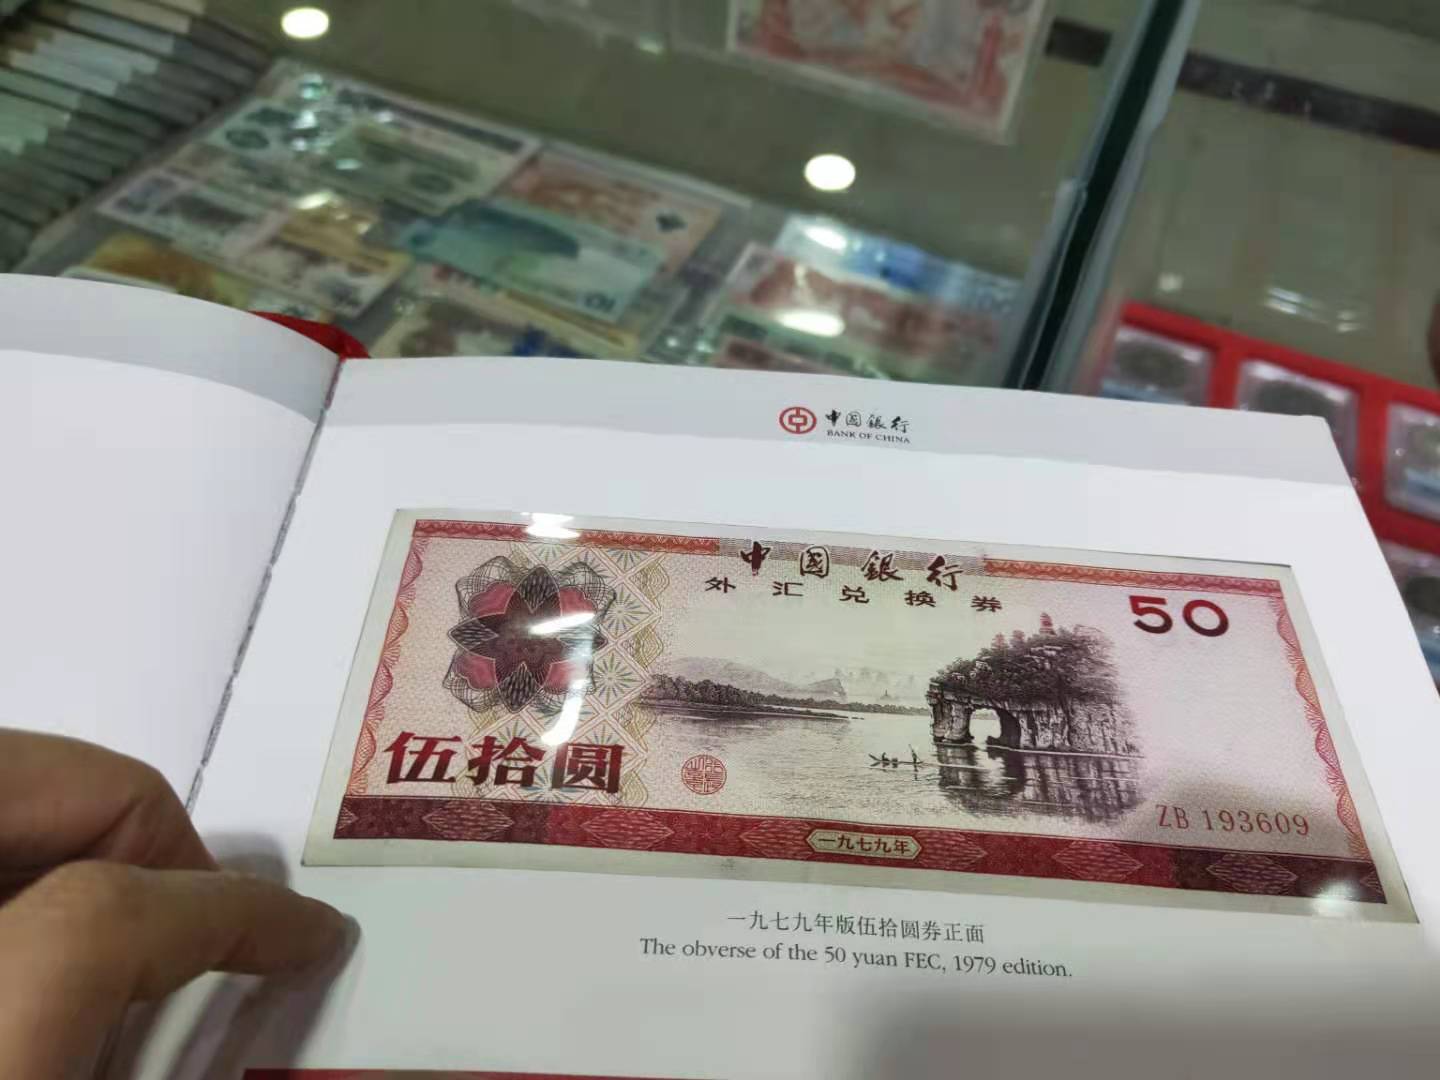 中国銀行
BANK OF CHINA
中国銀行
外汇兑换券
50
伍拾圆
ZB 193609
一九七九年
一九七九年版伍拾圆券正面
The obverse of the 50 yuan FEC, 1979 edition.